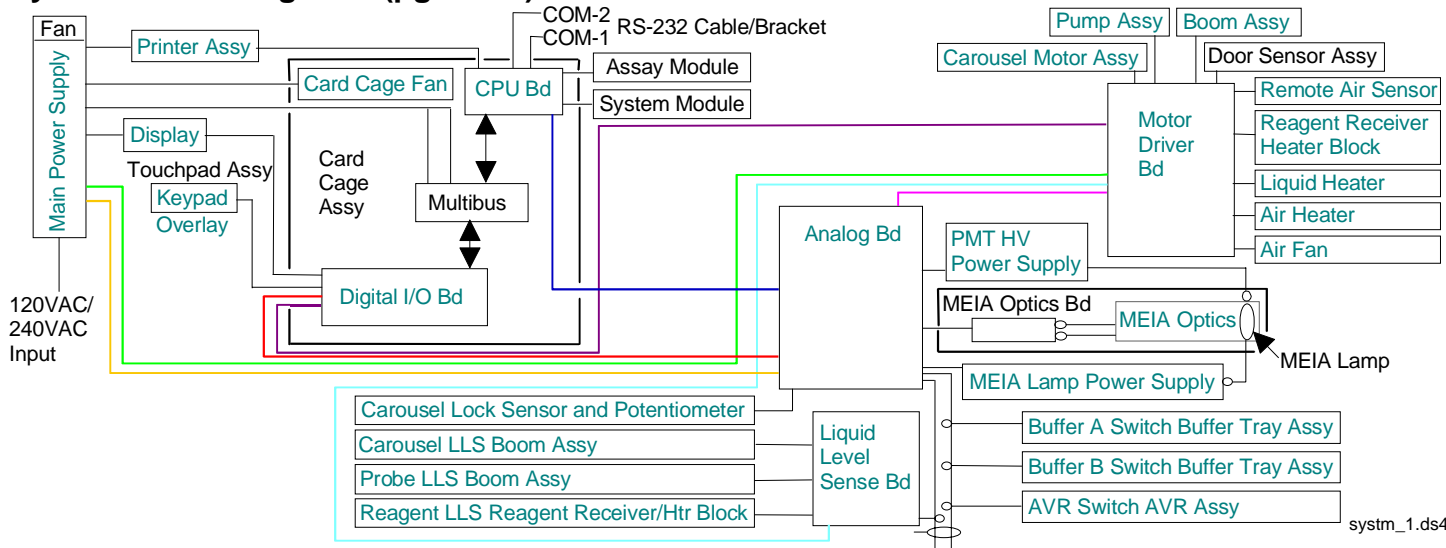 Fan
Main Power Supply
Printer Assy
COM-2
COM-1
RS-232 Cable/Bracket
Card Cage Fan
CPU Bd
Assay Module
System Module
Display
Touchpad Assy
Keypad
Overlay
Card
Cage
Assy
Multibus
Digital I/O Bd
120VAC/
240VAC
Input
Pump Assy
Boom Assy
Carousel Motor Assy
Door Sensor Assy
Motor
Driver
Bd
Remote Air Sensor
Reagent Receiver
Heater Block
Liquid Heater
Air Heater
Air Fan
Analog Bd
PMT HV
Power Supply
MEIA Optics Bd
MEIA Optics
MEIA Lamp
MEIA Lamp Power Supply
Carousel Lock Sensor and Potentiometer
Carousel LLS Boom Assy
Probe LLS Boom Assy
Reagent LLS Reagent Receiver/Htr Block
Liquid
Level
Sense Bd
Buffer A Switch Buffer Tray Assy
Buffer B Switch Buffer Tray Assy
AVR Switch AVR Assy
systm_1.ds4